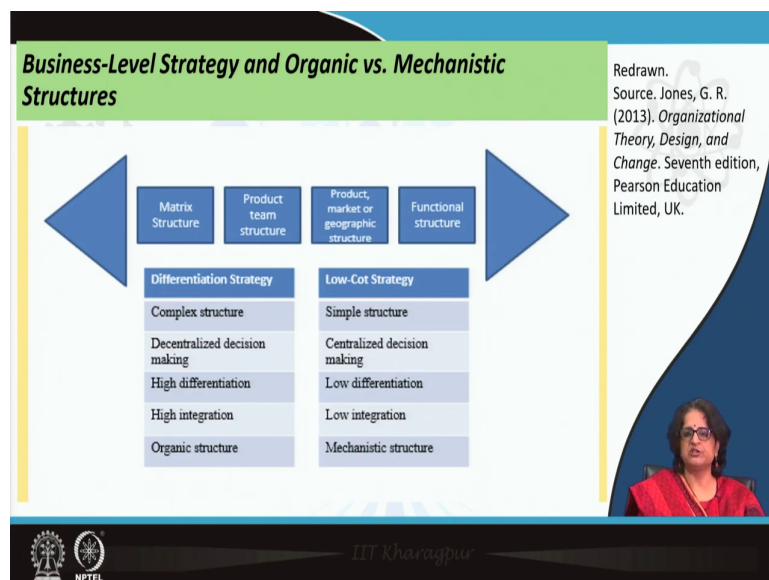 Business-Level Strategy and Organic vs. Mechanistic
Structures
Redrawn.
Source. Jones, G. R.
(2013). Organizational
Theory, Design, and
Change. Seventh edition,
Pearson Education
Limited, UK.
Matrix
Structure
Product
team
structure
Product,
market or
geographic
structure
Functional
structure
Differentiation Strategy
Low-Cot Strategy
Complex structure
Simple structure
Decentralized decision
making
Centralized decision
making
High differentiation
Low differentiation
High integration
Low integration
Organic structure
Mechanistic structure
IIT Kharagpur
NPTEL